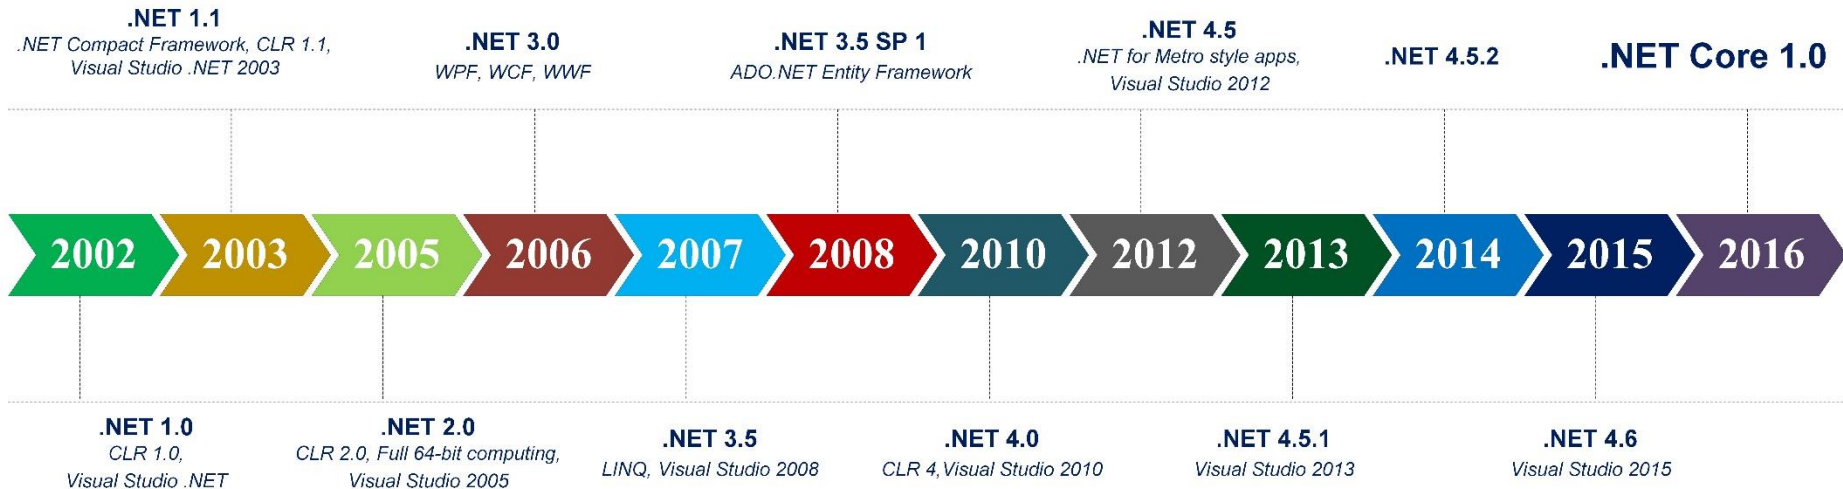 .NET 1.1
.NET Compact Framework, CLR 1.1,
Visual Studio .NET 2003
.NET 3.0
WPF, WCF, WWF
.NET 3.5 SP 1
ADO.NET Entity Framework
.NET 4.5
.NET for Metro style apps,
Visual Studio 2012
.NET 4.5.2
.NET Core 1.0
2002
2003
2005
2006
2007
2008
2010
2012
2013
2014
2015
2016
.NET 1.0
CLR 1.0,
Visual Studio .NET
.NET 2.0
CLR 2.0, Full 64-bit computing,
Visual Studio 2005
.NET 3.5
LINQ, Visual Studio 2008
.NET 4.0
CLR 4,Visual Studio 2010
.NET 4.5.1
Visual Studio 2013
.NET 4.6
Visual Studio 2015